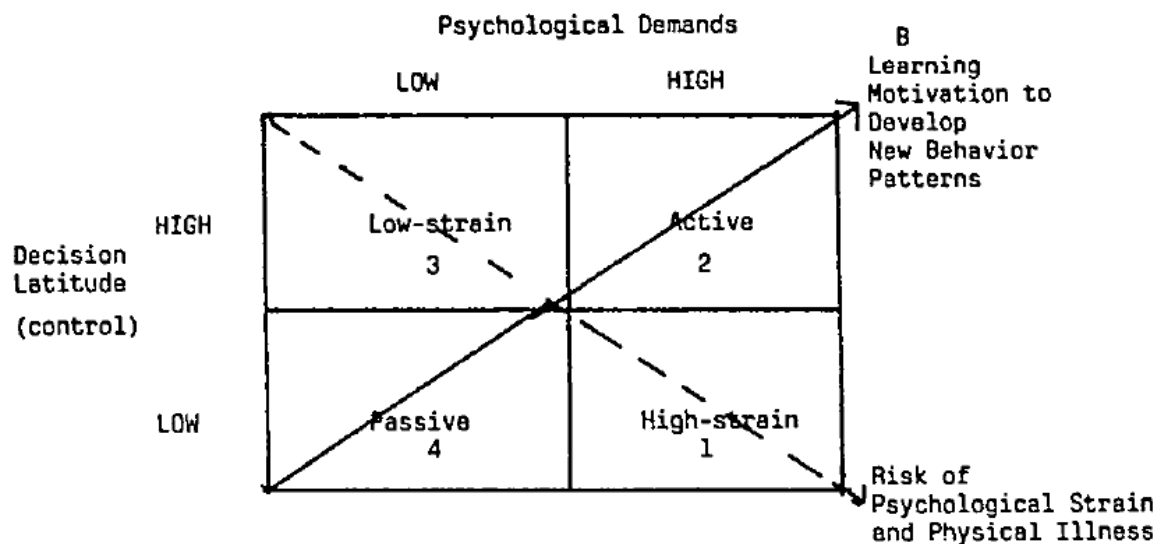 Psychological Demands
LOW
HIGH
B
Learning
Motivation to
Develop
New Behavior
Patterns
HIGH
Decision
Latitude
(control)
LOW
Low-strain
3
Active
2
Passive
4
High-strain
1
Risk of
Psychological Strain
and Physical Illness